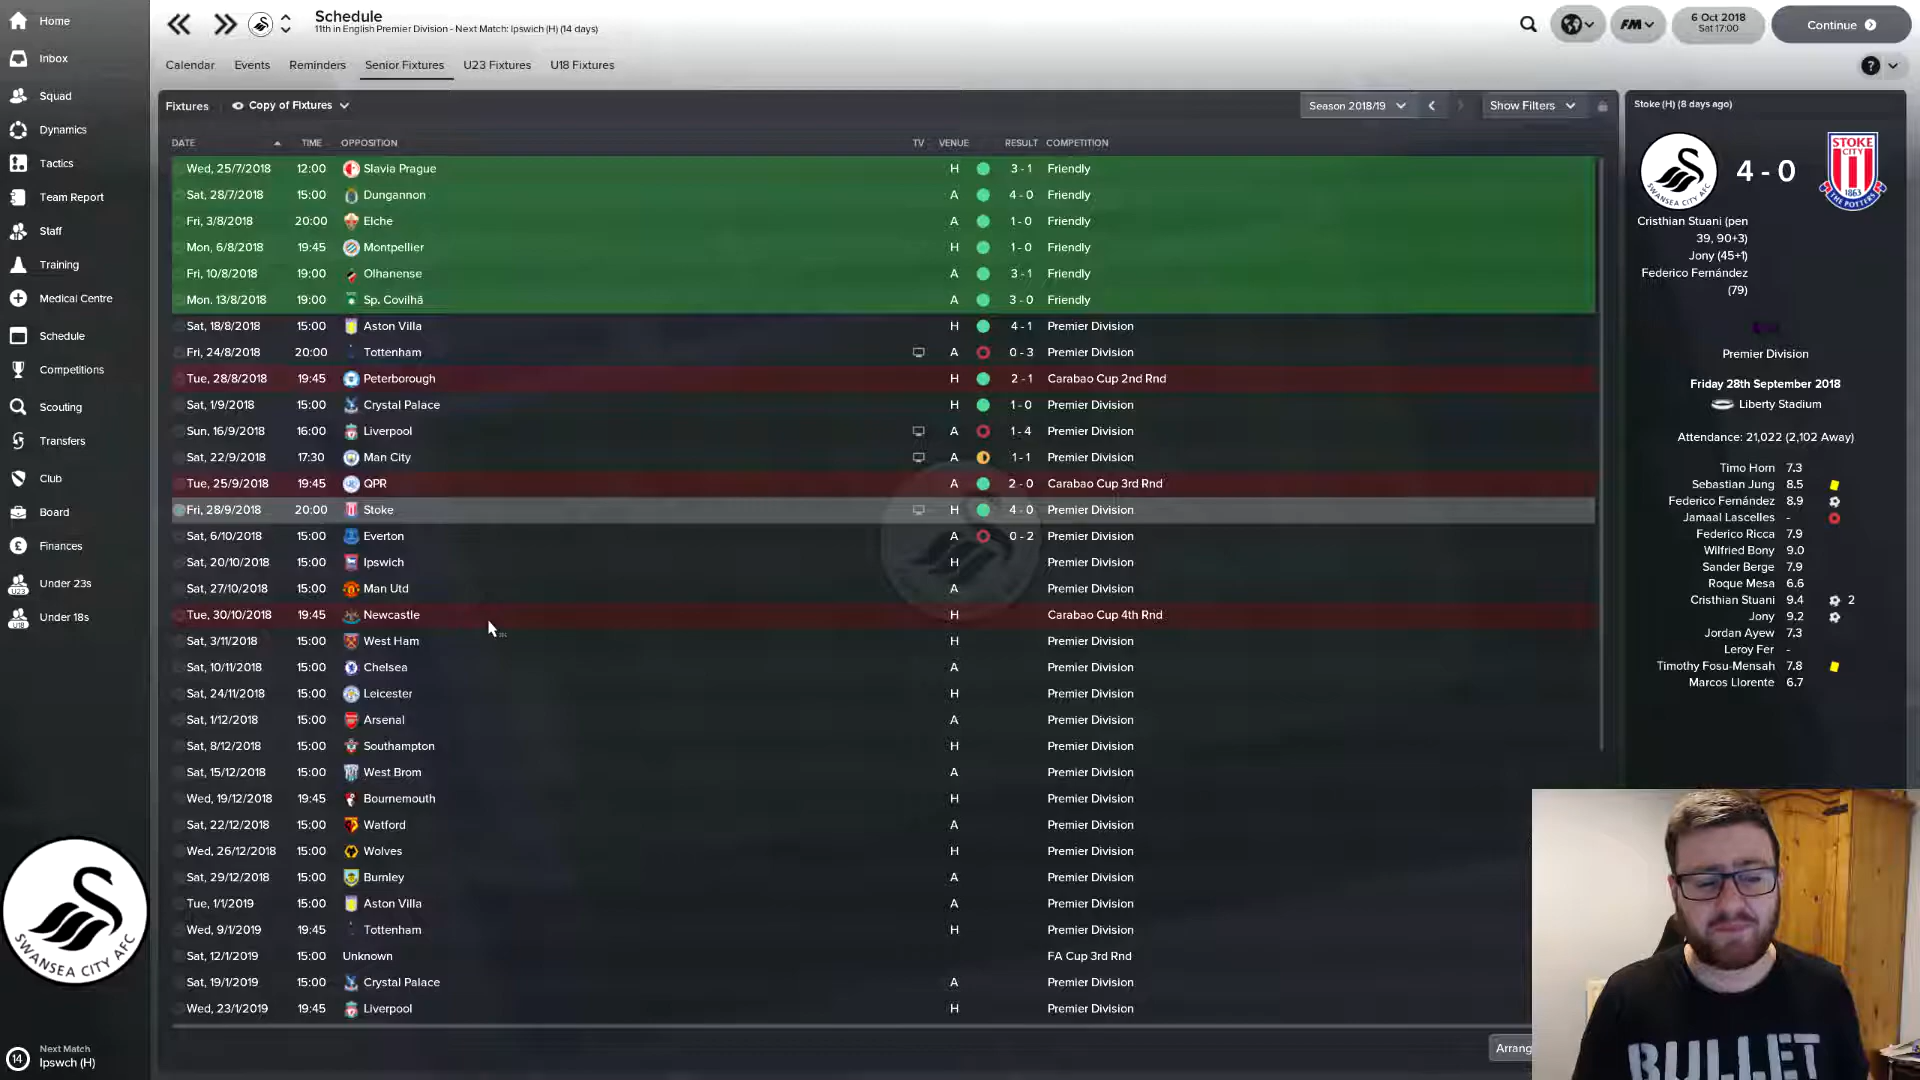 Home
Inbox
Squad
Dynamics
Tactics
Team Report
Staff
Training
Medical Centre
Schedule
Competitions
Scouting
Transfers
Club
Board
Finances
Under 23s
Under 18s
SWANSEA CITY AFC
14 Next Match
Ipswch (H)
Schedule
11th in English Premier Division - Next Match: Ipswich (H) (14 days)
FM
6 Oct 2018
Sat 17:00
Continue
Calendar Events Reminders Senior Fixtures U23 Fixtures U18 Fixtures
Fixtures Copy of Fixtures Season 2018/19 Show Filters
DATE TIME OPPOSITION TV VENUE RESULT COMPETITION
Wed, 25/7/2018 12:00 Slavia Prague H 3 - 1 Friendly
Sat, 28/7/2018 15:00 Dungannon A 4 - 0 Friendly
Fri, 3/8/2018 20:00 Elche A 1 - 0 Friendly
Mon, 6/8/2018 19:45 Montpellier H 1 - 0 Friendly
Fri, 10/8/2018 19:00 Olhanense A 3 - 1 Friendly
Mon, 13/8/2018 19:00 Sp. Covilhã A 3 - 0 Friendly
Sat, 18/8/2018 15:00 Aston Villa H 4 - 1 Premier Division
Fri, 24/8/2018 20:00 Tottenham A 0 - 3 Premier Division
Tue, 28/8/2018 19:45 Peterborough H 2 - 1 Carabao Cup 2nd Rnd
Sat, 1/9/2018 15:00 Crystal Palace H 1 - 0 Premier Division
Sun, 16/9/2018 16:00 Liverpool A 1 - 4 Premier Division
Sat, 22/9/2018 17:30 Man City A 1 - 1 Premier Division
Tue, 25/9/2018 19:45 QPR A 2 - 0 Carabao Cup 3rd Rnd
Fri, 28/9/2018 20:00 Stoke H 4 - 0 Premier Division
Sat, 6/10/2018 15:00 Everton A 0 - 2 Premier Division
Sat, 20/10/2018 15:00 Ipswich H Premier Division
Sat, 27/10/2018 15:00 Man Utd A Premier Division
Tue, 30/10/2018 19:45 Newcastle H Carabao Cup 4th Rnd
Sat, 3/11/2018 15:00 West Ham H Premier Division
Sat, 10/11/2018 15:00 Chelsea A Premier Division
Sat, 24/11/2018 15:00 Leicester H Premier Division
Sat, 1/12/2018 15:00 Arsenal A Premier Division
Sat, 8/12/2018 15:00 Southampton H Premier Division
Sat, 15/12/2018 15:00 West Brom A Premier Division
Wed, 19/12/2018 19:45 Bournemouth H Premier Division
Sat, 22/12/2018 15:00 Watford A Premier Division
Wed, 26/12/2018 15:00 Wolves H Premier Division
Sat, 29/12/2018 15:00 Burnley A Premier Division
Tue, 1/1/2019 15:00 Aston Villa A Premier Division
Wed, 9/1/2019 19:45 Tottenham H Premier Division
Sat, 12/1/2019 15:00 Unknown FA Cup 3rd Rnd
Sat, 19/1/2019 15:00 Crystal Palace A Premier Division
Wed, 23/1/2019 19:45 Liverpool H Premier Division
Arrang
Stoke (H) (8 days ago)
SWANSEA CITY AFC 4 - 0 STOKE CITY 1863 THE POTTERS
Cristhian Stuani (pen
39, 90+3)
Jony (45+1)
Federico Fernández
(79)
Premier Division
Friday 28th September 2018
Liberty Stadium
Attendance: 21,022 (2,102 Away)
Timo Horn 7.3
Sebastian Jung 8.5
Federico Fernández 8.9
Jamaal Lascelles -
Federico Ricca 7.9
Wilfried Bony 9.0
Sander Berge 7.9
Roque Mesa 6.6
Cristhian Stuani 9.4 2
Jony 9.2
Jordan Ayew 7.3
Leroy Fer -
Timothy Fosu-Mensah 7.8
Marcos Llorente 6.7
BULLET